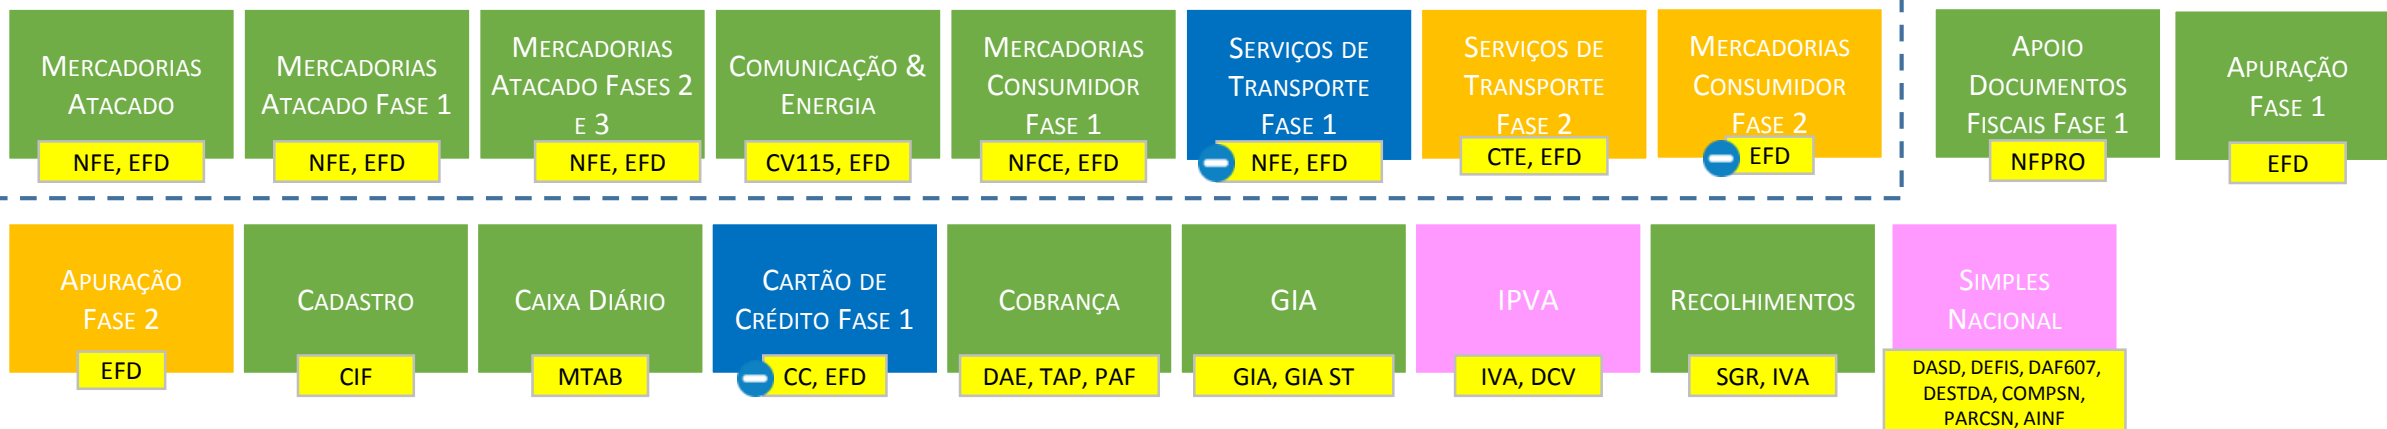 MERCADORIAS
ATACADO
NFE, EFD
MERCADORIAS
ATACADO FASE 1
NFE, EFD
MERCADORIAS
ATACADO FASES 2
E 3
NFE, EFD
COMUNICAÇÃO &
ENERGIA
CV115, EFD
MERCADORIAS
CONSUMIDOR
FASE 1
NFCE, EFD
SERVIÇOS DE
TRANSPORTE
FASE 1
NFE, EFD
SERVIÇOS DE
TRANSPORTE
FASE 2
CTE, EFD
MERCADORIAS
CONSUMIDOR
FASE 2
EFD
APOIO
DOCUMENTOS
FISCAIS FASE 1
NFPRO
APURAÇÃO
FASE 1
EFD
APURAÇÃO
FASE 2
EFD
CADASTRO
CIF
CAIXA DIÁRIO
MTAB
CARTÃO DE
CRÉDITO FASE 1
CC, EFD
COBRANÇA
DAE, TAP, PAF
GIA
GIA, GIA ST
IPVA
IVA, DCV
RECOLHIMENTOS
SGR, IVA
SIMPLES
NACIONAL
DASD, DEFIS, DAF607,
DESTDA, COMPSN,
PARCSN, AINF